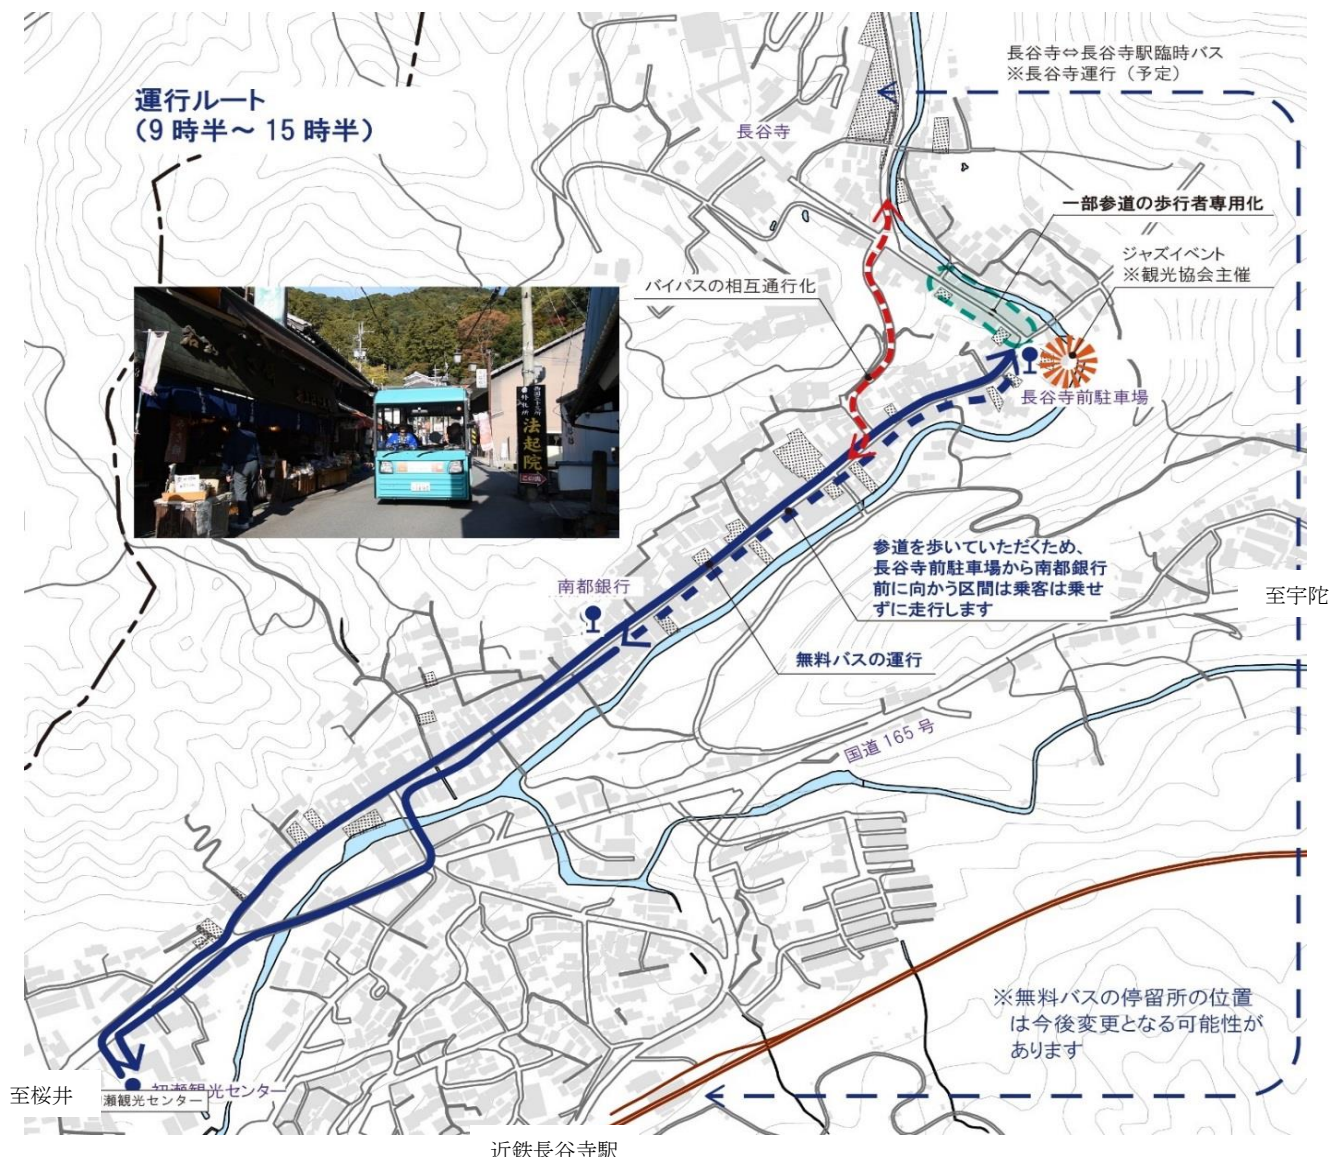 長谷寺⇔長谷寺駅臨時バス
※長谷寺運行（予定）
運行ルート
（9 時半～ 15 時半）
長谷寺
一部参道の歩行者専用化
ジャズイベント
※観光協会主催
バイパスの相互通行化
長谷寺前駐車場
法起院
参道を歩いていただくため、
長谷寺前駐車場から南都銀行
前に向かう区間は乗客は乗せ
ずに走行します
至宇陀
南都銀行
無料バスの運行
国道 165 号
※無料バスの停留所の位置
は今後変更となる可能性が
あります
至桜井
初瀬観光センター
瀬観光センター
近鉄長谷寺駅